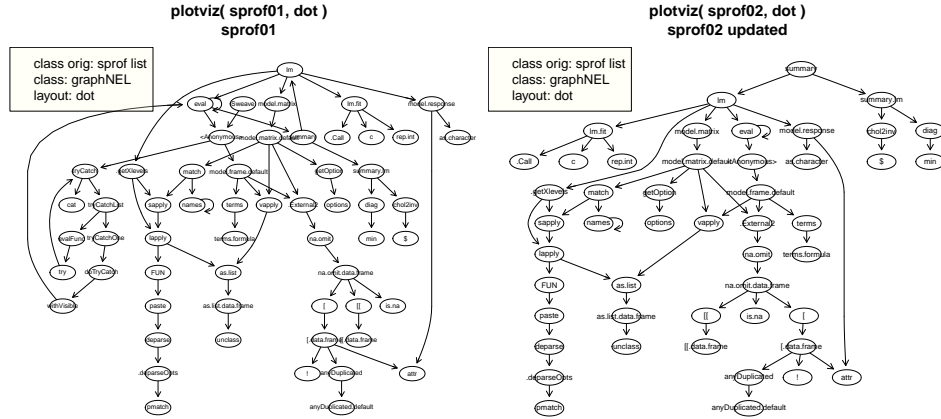 plotviz( sprof01, dot )
sprof01
class orig: sprof list
class: graphNEL
layout: dot
lm
eval
Sweave
model.matrix
lm.fit
model.response
<Anonymous>
model.matrix.default
summary
.Call
c
rep.int
as.character
tryCatch
.getXlevels
match
model.frame.default
getOption
summary.lm
cat
tryCatchList
sapply
names
terms
vapply
.External2
options
diag
chol2inv
evalFunc
tryCatchOne
lapply
terms.formula
na.omit
min
$
try
doTryCatch
FUN
as.list
na.omit.data.frame
withVisible
paste
as.list.data.frame
[
[[
is.na
deparse
unclass
[.data.frame
[[.data.frame
.deparseOpts
!
anyDuplicated
attr
pmatch
anyDuplicated.default
plotviz( sprof02, dot )
sprof02 updated
class orig: sprof list
class: graphNEL
layout: dot
summary
lm
summary.lm
lm.fit
model.matrix
eval
model.response
chol2inv
diag
.Call
c
rep.int
model.matrix.default
<Anonymous>
as.character
$
min
.getXlevels
match
getOption
model.frame.default
sapply
names
options
vapply
.External2
terms
lapply
na.omit
terms.formula
FUN
as.list
na.omit.data.frame
paste
as.list.data.frame
[[
is.na
[
deparse
unclass
[[.data.frame
[.data.frame
.deparseOpts
anyDuplicated
!
attr
pmatch
anyDuplicated.default